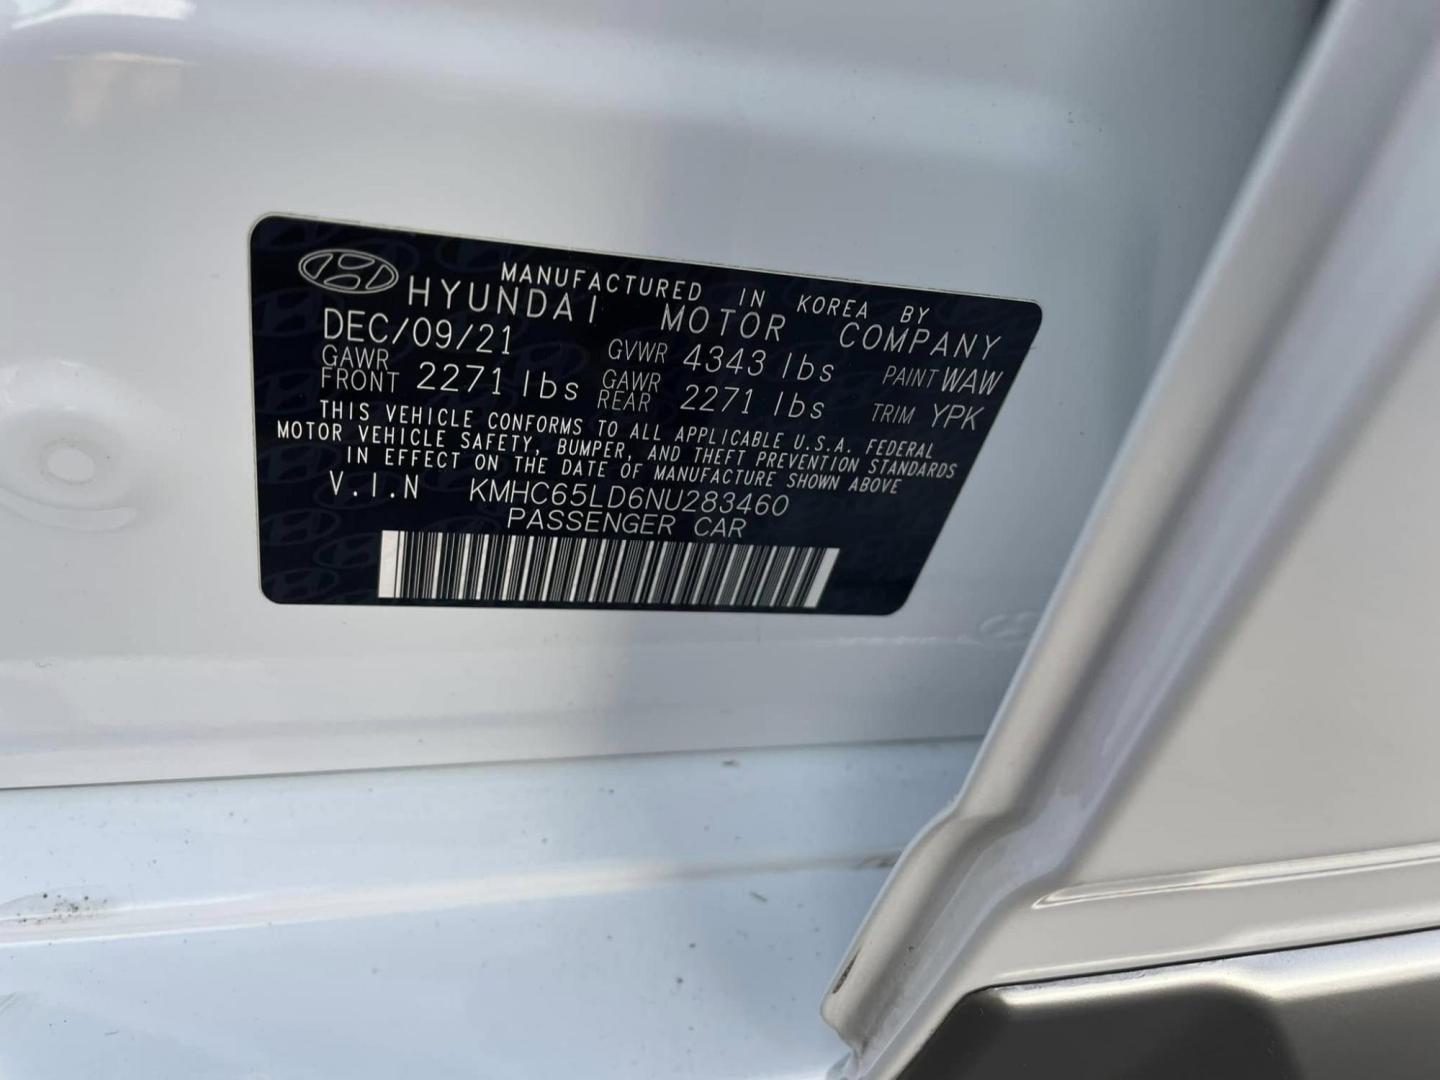 MANUFACTURED IN KOREA BY
HYUNDAI MOTOR COMPANY
DEC/09/21 GVWR 4343 lbs PAINT WAW
GAWR FRONT 2271 lbs GAWR REAR 2271 lbs TRIM YPK
THIS VEHICLE CONFORMS TO ALL APPLICABLE U.S.A. FEDERAL
MOTOR VEHICLE SAFETY, BUMPER, AND THEFT PREVENTION STANDARDS
IN EFFECT ON THE DATE OF MANUFACTURE SHOWN ABOVE
V.I.N KMHC65LD6NU283460
PASSENGER CAR